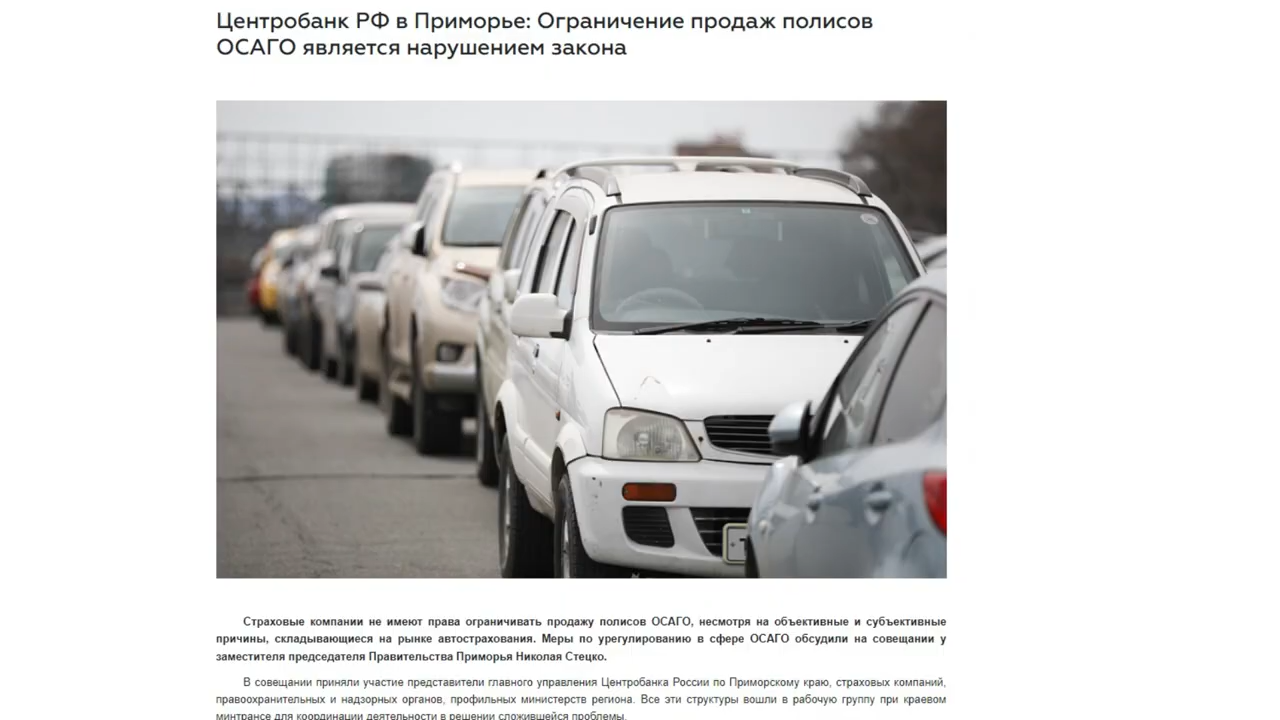 Центробанк РФ в Приморье: Ограничение продаж полисов
ОСАГО является нарушением закона
Страховые компании не имеют права ограничивать продажу полисов ОСАГО, несмотря на объективные и субъективные
причины, складывающиеся на рынке автострахования. Меры по урегулированию в сфере ОСАГО обсудили на совещании у
заместителя председателя Правительства Приморья Николая Стецко.
В совещании приняли участие представители главного управления Центробанка России по Приморскому краю, страховых компаний,
правоохранительных и надзорных органов, профильных министерств региона. Все эти структуры вошли в рабочую группу при краевом
минтрансе для координации деятельности в решении сложившейся проблемы.